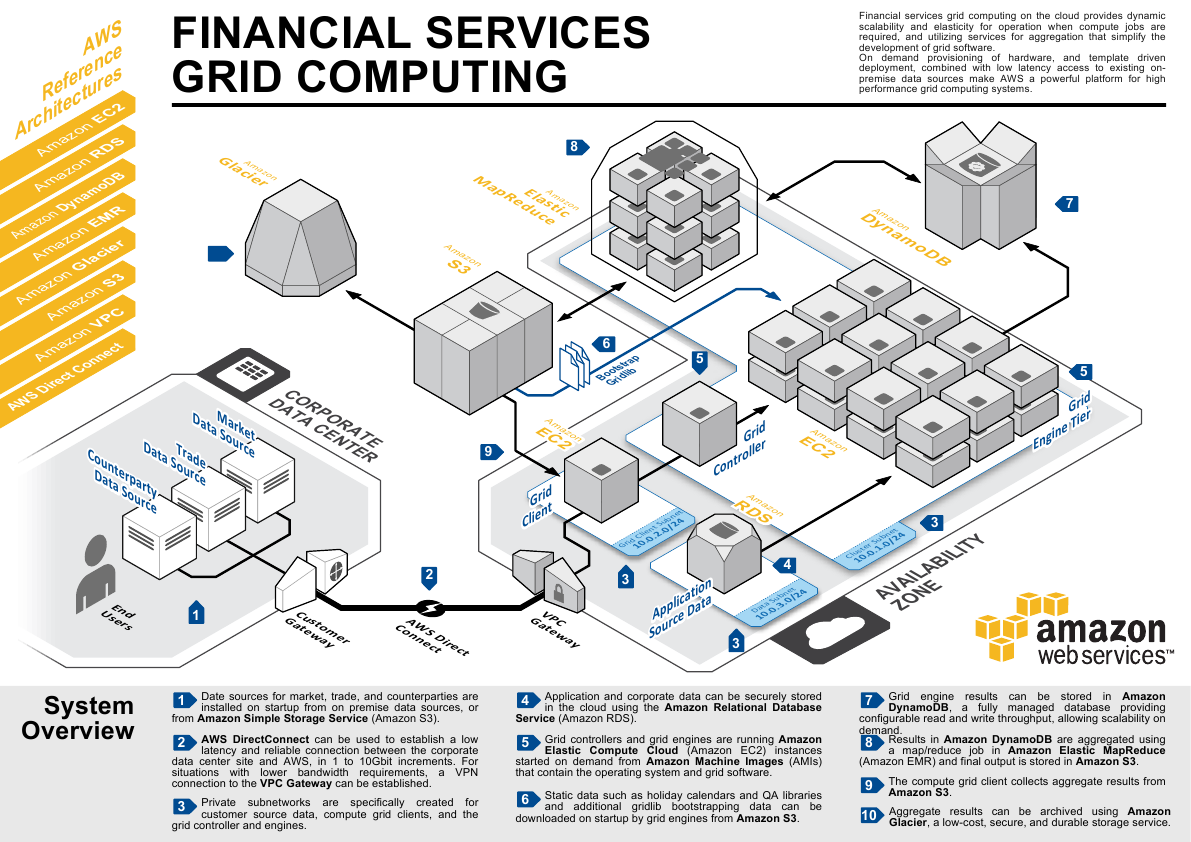 AWS
Reference
Architectures
Amazon EC2
Amazon RDS
Amazon DynamoDB
Amazon EMR
Amazon Glacier
Amazon S3
Amazon VPC
AWS Direct Connect
FINANCIAL SERVICES
GRID COMPUTING
Financial services grid computing on the cloud provides dynamic
scalability and elasticity for operation when compute jobs are
required, and utilizing services for aggregation that simplify the
development of grid software.
On demand provisioning of hardware, and template driven
deployment, combined with low latency access to existing on-
premise data sources make AWS a powerful platform for high
performance grid computing systems.
8
Amazon
Glacier
Amazon
Elastic
MapReduce
7
Amazon
DynamoDB
Amazon
S3
6
Bootstrap
Gridlib
5
5
Grid
Engine Tier
CORPORATE
DATA CENTER
Market
Data Source
Trade
Data Source
Counterparty
Data Source
9
Amazon
EC2
Grid
Controller
Amazon
EC2
Grid
Client
Amazon
RDS
Grid Client Subnet
10.0.2.0/24
3
Cluster Subnet
10.0.1.0/24
3
4
Application
Source Data
Data Subnet
10.0.3.0/24
3
AVAILABILITY
ZONE
End
Users
1
Customer
Gateway
2
AWS Direct
Connect
VPC
Gateway
amazon
webservices™
System
Overview
1 Date sources for market, trade, and counterparties are
installed on startup from on premise data sources, or
from Amazon Simple Storage Service (Amazon S3).
2 AWS DirectConnect can be used to establish a low
latency and reliable connection between the corporate
data center site and AWS, in 1 to 10Gbit increments. For
situations with lower bandwidth requirements, a VPN
connection to the VPC Gateway can be established.
3 Private subnetworks are specifically created for
customer source data, compute grid clients, and the
grid controller and engines.
4 Application and corporate data can be securely stored
in the cloud using the Amazon Relational Database
Service (Amazon RDS).
5 Grid controllers and grid engines are running Amazon
Elastic Compute Cloud (Amazon EC2) instances
started on demand from Amazon Machine Images (AMIs)
that contain the operating system and grid software.
6 Static data such as holiday calendars and QA libraries
and additional gridlib bootstrapping data can be
downloaded on startup by grid engines from Amazon S3.
7 Grid engine results can be stored in Amazon
DynamoDB, a fully managed database providing
configurable read and write throughput, allowing scalability on
demand.
8 Results in Amazon DynamoDB are aggregated using
a map/reduce job in Amazon Elastic MapReduce
(Amazon EMR) and final output is stored in Amazon S3.
9 The compute grid client collects aggregate results from
Amazon S3.
10 Aggregate results can be archived using Amazon
Glacier, a low-cost, secure, and durable storage service.